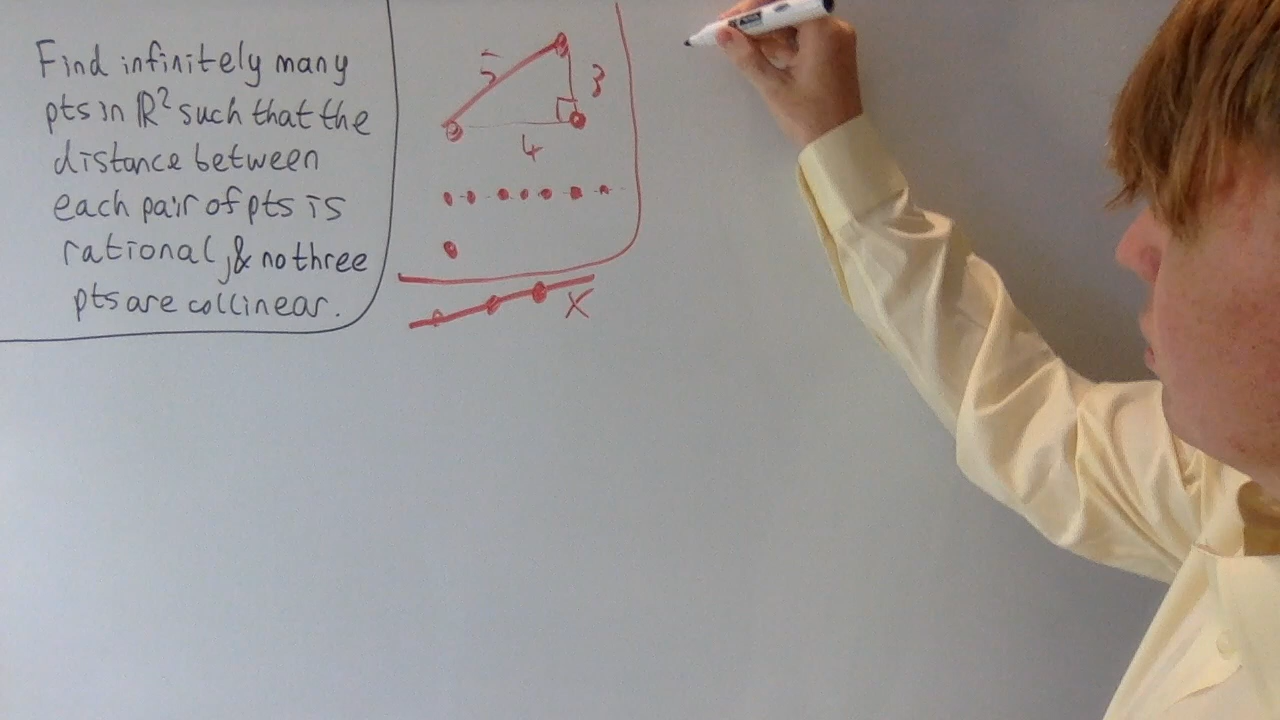 Find infinitely many
pts in ℝ² such that the
distance between
each pair of pts is
rational, & no three
pts are collinear.
5
3
4
X